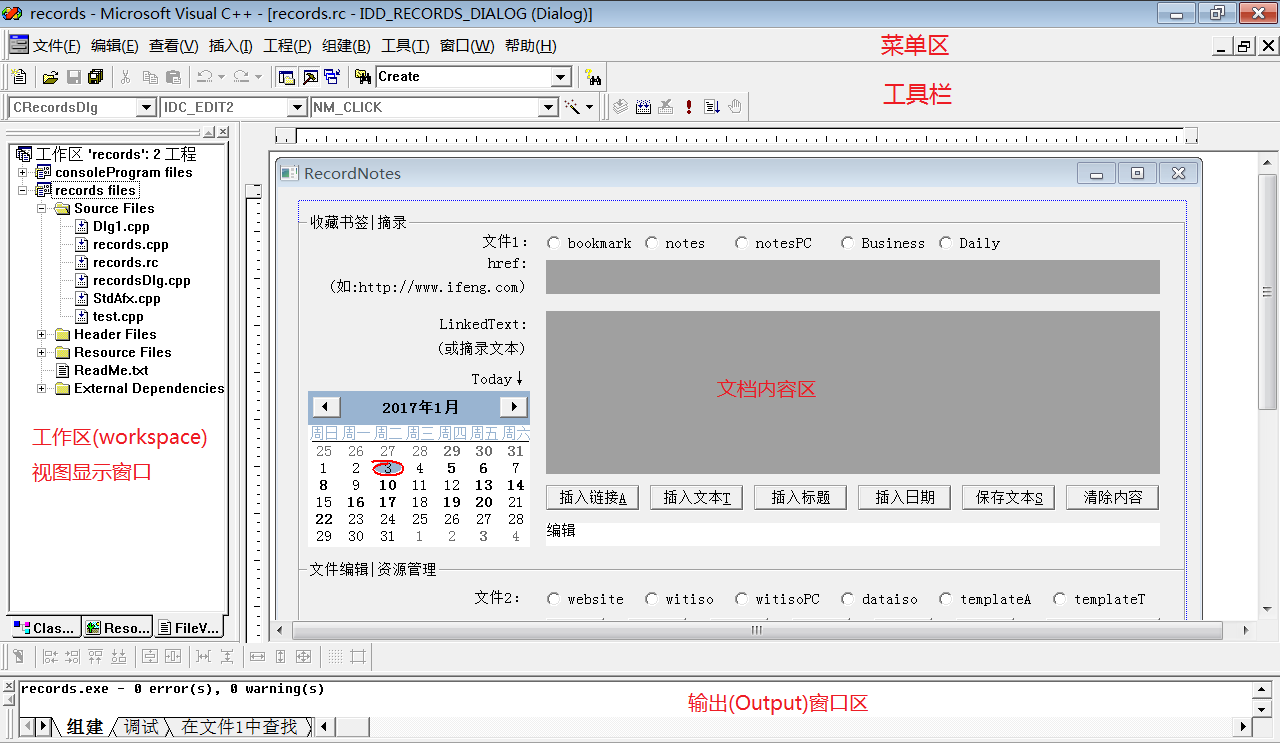 records - Microsoft Visual C++ - [records.rc - IDD_RECORDS_DIALOG (Dialog)]
文件(F) 编辑(E) 查看(V) 插入(I) 工程(P) 组建(B) 工具(T) 窗口(W) 帮助(H)
菜单区
Create
工具栏
CRecordsDlg IDC_EDIT2 NM_CLICK
工作区 'records': 2 工程
consoleProgram files
records files
Source Files
Dlg1.cpp
records.cpp
records.rc
recordsDlg.cpp
StdAfx.cpp
test.cpp
Header Files
Resource Files
ReadMe.txt
External Dependencies
工作区(workspace)
视图显示窗口
Clas... Reso... FileV...
RecordNotes
收藏书签|摘录
文件1: bookmark notes notesPC Business Daily
href:
(如:http://www.ifeng.com)
LinkedText:
(或摘录文本)
Today↓
文档内容区
2017年1月
周日 周一 周二 周三 周四 周五 周六
25 26 27 28 29 30 31
1 2 3 4 5 6 7
8 9 10 11 12 13 14
15 16 17 18 19 20 21
22 23 24 25 26 27 28
29 30 31 1 2 3 4
插入链接A 插入文本T 插入标题 插入日期 保存文本S 清除内容
编辑
文件编辑|资源管理
文件2: website witiso witisoPC dataiso templateA templateT
records.exe - 0 error(s), 0 warning(s)
输出(Output)窗口区
组建 调试 在文件1中查找